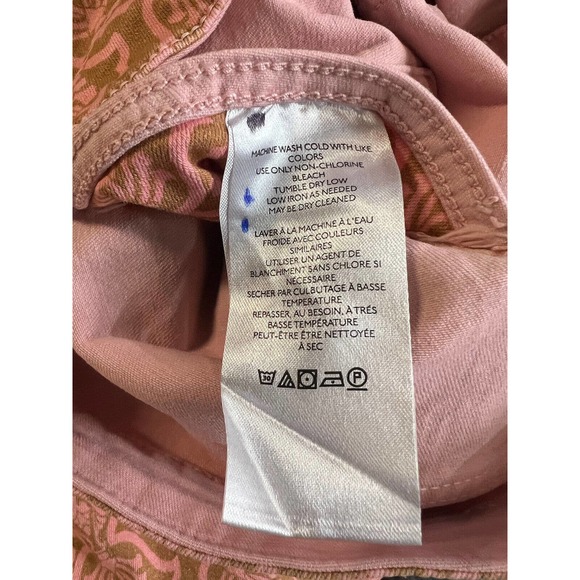 MACHINE WASH COLD WITH LIKE
COLORS
USE ONLY NON-CHLORINE
BLEACH
TUMBLE DRY LOW
LOW IRON AS NEEDED
MAY BE DRY CLEANED
LAVER À LA MACHINE À L'EAU
FROIDE AVEC COULEURS
SIMILAIRES
UTILISER UN AGENT DE
BLANCHIMENT SANS CHLORE SI
NÉCESSAIRE
SECHER PAR CULBUTAGE À BASSE
TEMPERATURE
REPASSER, AU BESOIN, À TRÉS
BASSE TEMPÉRATURE
PEUT-ÊTRE ÊTRE NETTOYÉE
À SEC
30 P